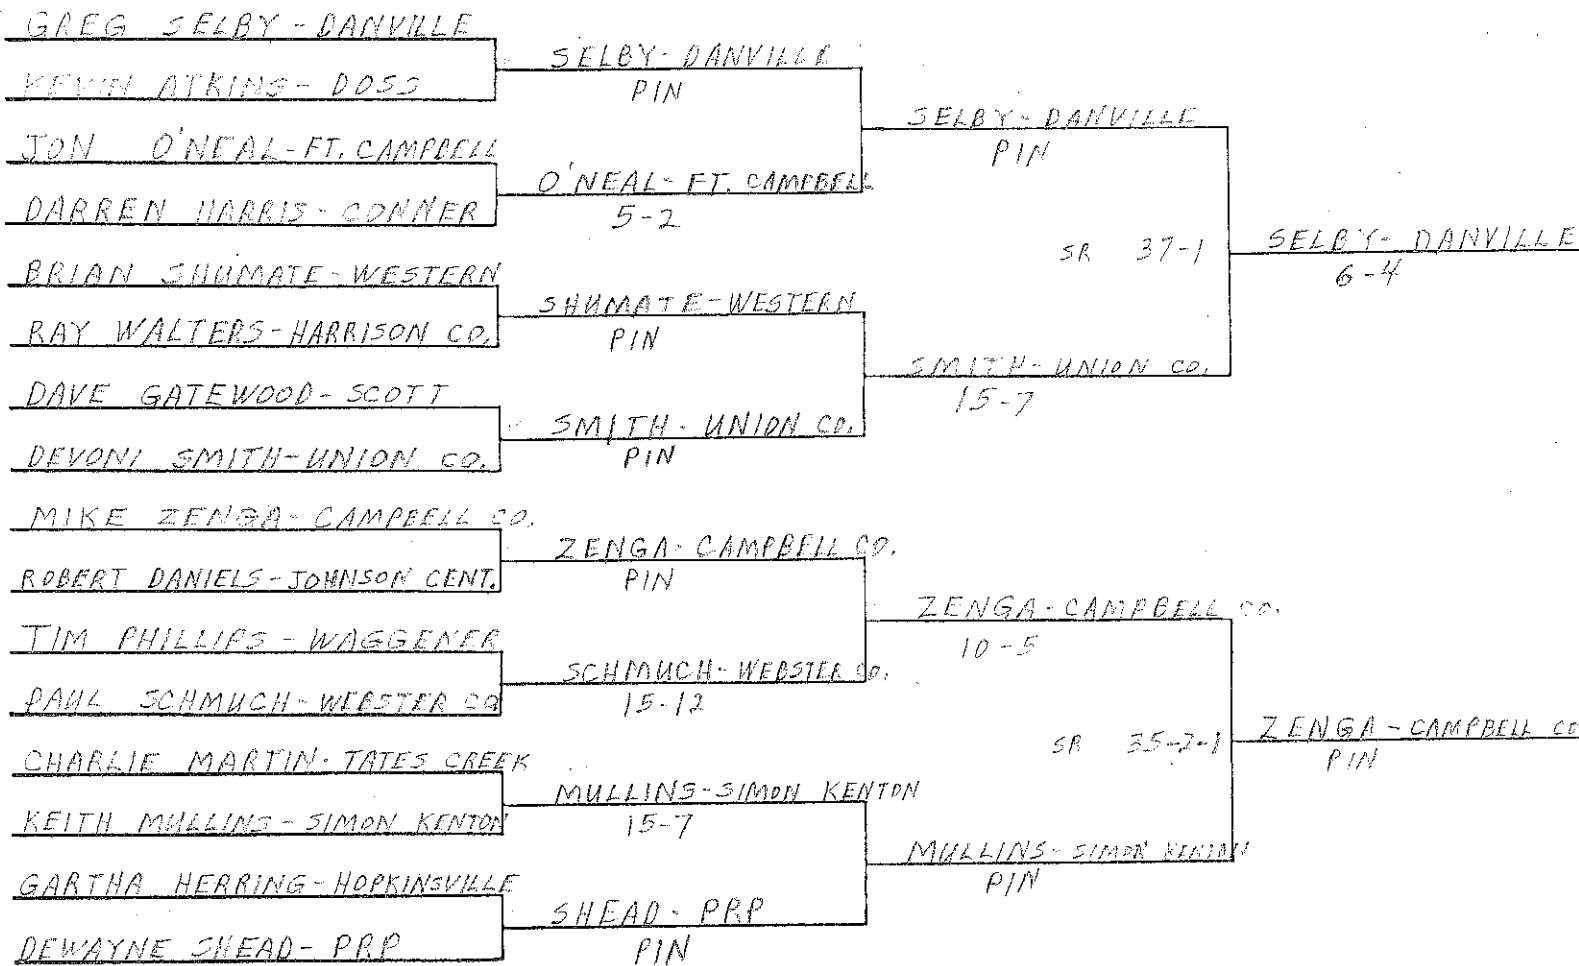 GREG SELBY - DANVILLE
KEVIN ATKINS - DOSS
JON O'NEAL - FT. CAMPBELL
DARREN HARRIS - CONNER
BRIAN SHUMATE - WESTERN
RAY WALTERS - HARRISON CO.
DAVE GATEWOOD - SCOTT
DEVONI SMITH - UNION CO.
MIKE ZENGA - CAMPBELL CO.
ROBERT DANIELS - JOHNSON CENT.
TIM PHILLIPS - WAGGENER
PAUL SCHMUCH - WEBSTER CO
CHARLIE MARTIN - TATES CREEK
KEITH MULLINS - SIMON KENTON
GARTHA HERRING - HOPKINSVILLE
DEWAYNE SHEAD - PRP
SELBY - DANVILLE
PIN
O'NEAL - FT. CAMPBELL
5-2
SHUMATE - WESTERN
PIN
SMITH - UNION CO.
PIN
ZENGA - CAMPBELL CO.
PIN
SCHMUCH - WEBSTER CO.
15-12
MULLINS - SIMON KENTON
15-7
SHEAD - PRP
PIN
SELBY - DANVILLE
PIN
SMITH - UNION CO.
15-7
ZENGA - CAMPBELL CO.
10-5
MULLINS - SIMON KENTON
PIN
SR 37-1
SELBY - DANVILLE
6-4
SR 35-2-1
ZENGA - CAMPBELL CO
PIN